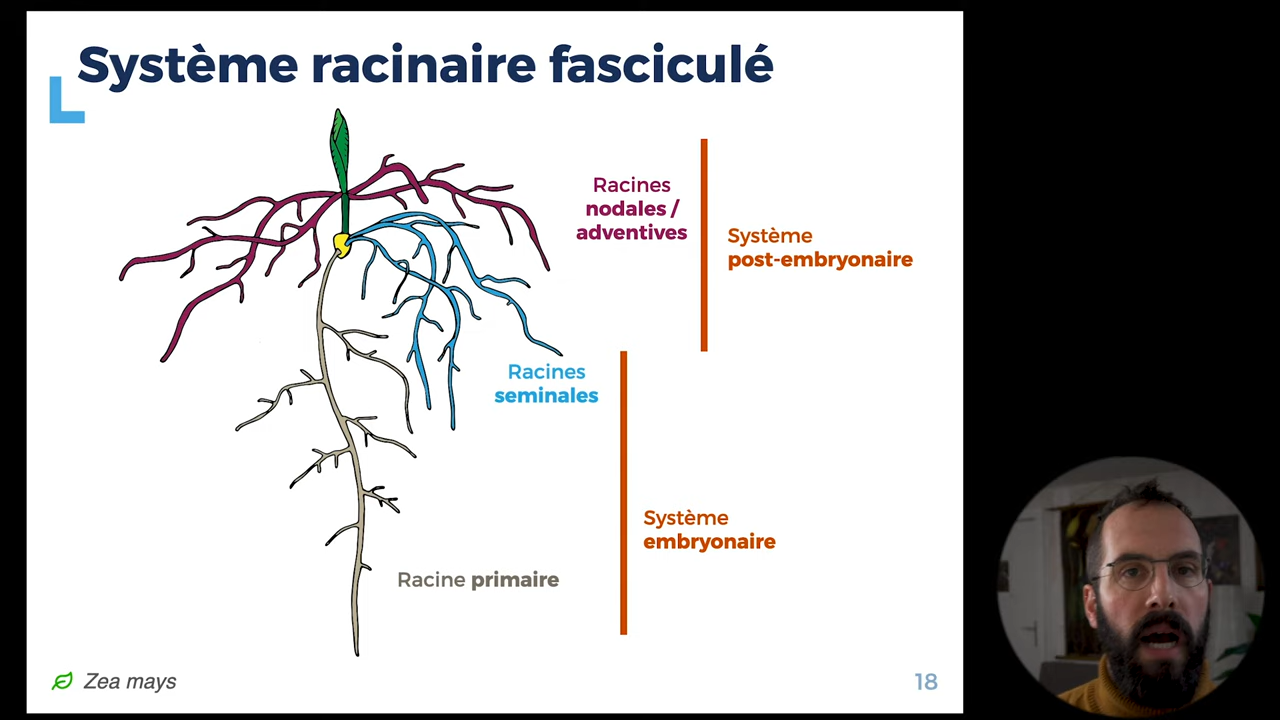 Système racinaire fasciculé
Racines
nodales /
adventives
Système
post-embryonaire
Racines
seminales
Système
embryonaire
Racine primaire
Zea mays
18